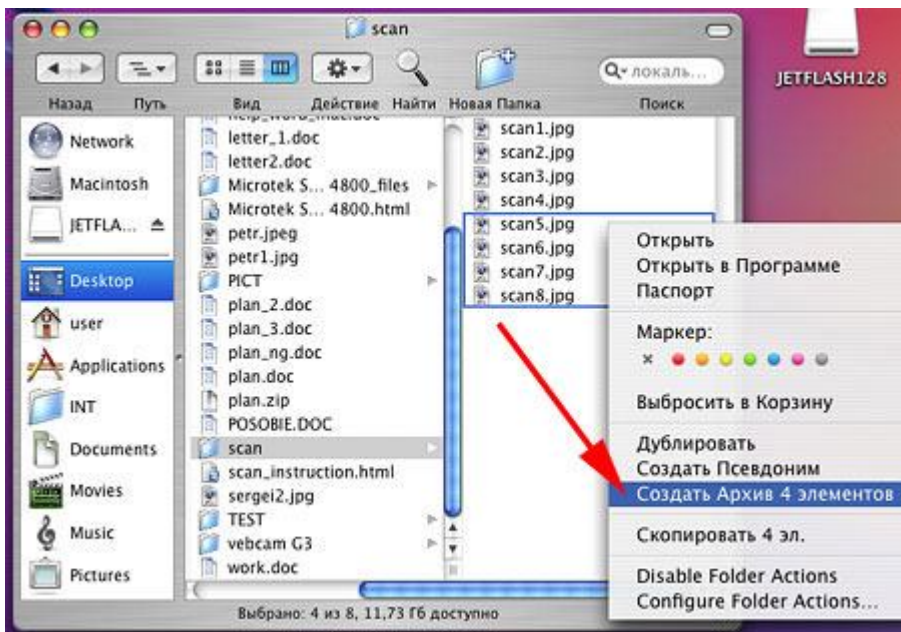 scan
JETFLASH128
Назад
Путь
Вид
Действие
Найти
Новая Папка
Поиск
локаль...
Network
Macintosh
JETFLA...
Desktop
user
Applications
INT
Documents
Movies
Music
Pictures
letter_1.doc
letter2.doc
Microtek S... 4800_files
Microtek S... 4800.html
petr.jpeg
petr1.jpg
PICT
plan_2.doc
plan_3.doc
plan_ng.doc
plan.doc
plan.zip
POSOBIE.DOC
scan
scan_instruction.html
sergei2.jpg
TEST
vebcam G3
work.doc
scan1.jpg
scan2.jpg
scan3.jpg
scan4.jpg
scan5.jpg
scan6.jpg
scan7.jpg
scan8.jpg
Открыть
Открыть в Программе
Паспорт
Маркер:
Выбросить в Корзину
Дублировать
Создать Псевдоним
Создать Архив 4 элементов
Скопировать 4 эл.
Disable Folder Actions
Configure Folder Actions...
Выбрано: 4 из 8, 11,73 Гб доступно